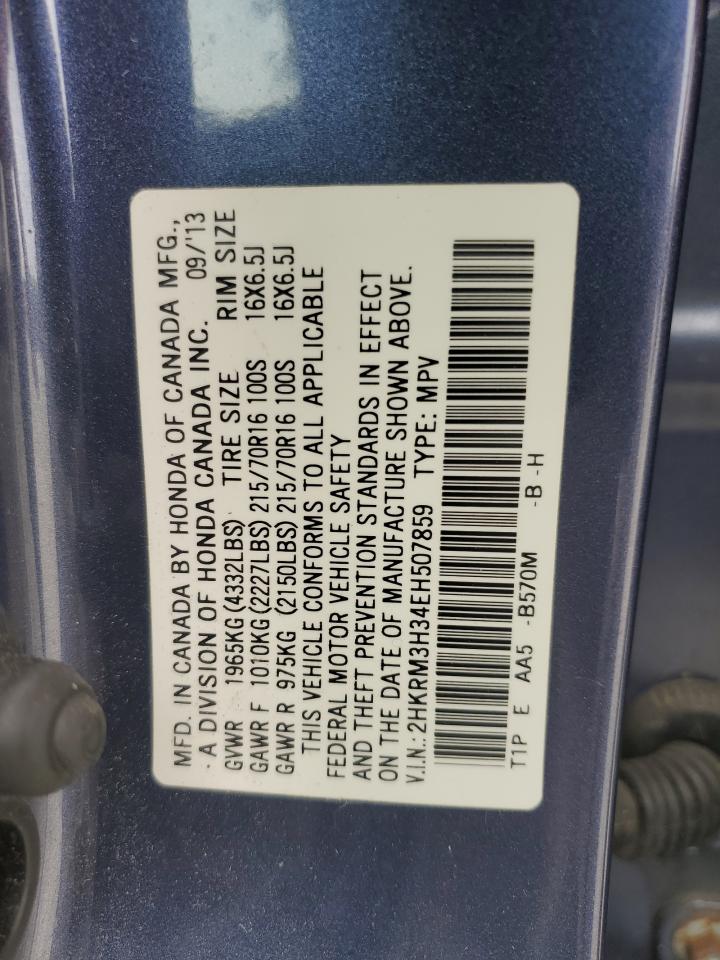 MFD. IN CANADA BY HONDA OF CANADA MFG.,
A DIVISION OF HONDA CANADA INC. 09/'13
GVWR 1965KG(4332LBS) TIRE SIZE RIM SIZE
GAWR F 1010KG(2227LBS)215/70R16 100S 16X6.5J
GAWR R 975KG (2150LBS)215/70R16 100S 16X6.5J
THIS VEHICLE CONFORMS TO ALL APPLICABLE
FEDERAL MOTOR VEHICLE SAFETY
AND THEFT PREVENTION STANDARDS IN EFFECT
ON THE DATE OF MANUFACTURE SHOWN ABOVE.
V.I.N.:2HKRM3H34EH507859 TYPE: MPV
T1P E AA5 -B570M -B -H